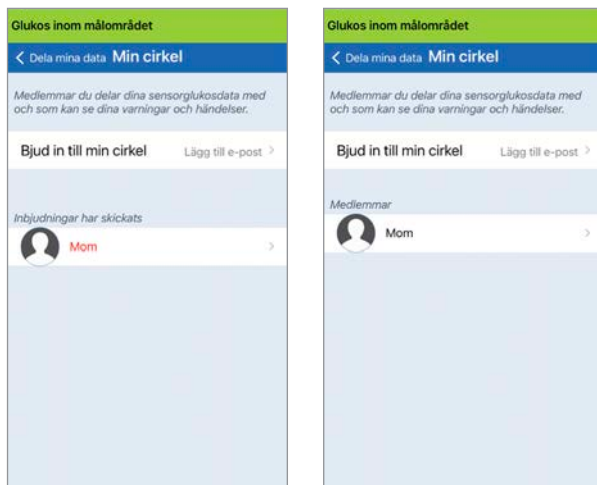 Glukos inom målområdet
Dela mina data Min cirkel
Medlemmar du delar dina sensorglukosdata med
och som kan se dina varningar och händelser.
Bjud in till min cirkel Lägg till e-post
Inbjudningar har skickats
Mom
Glukos inom målområdet
Dela mina data Min cirkel
Medlemmar du delar dina sensorglukosdata med
och som kan se dina varningar och händelser.
Bjud in till min cirkel Lägg till e-post
Medlemmar
Mom